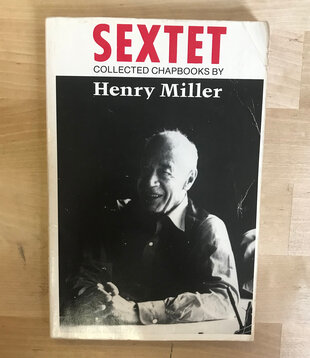 SEXTET
COLLECTED CHAPBOOKS BY
Henry Miller